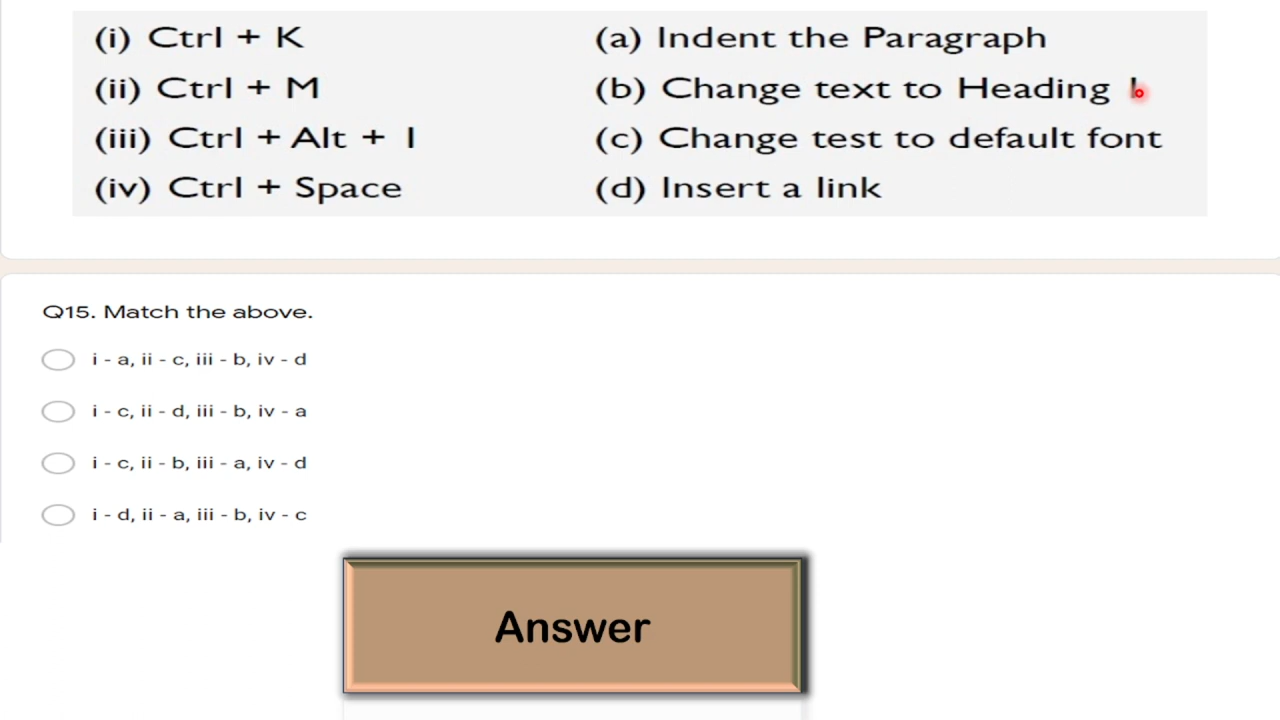 (i) Ctrl + K (a) Indent the Paragraph
(ii) Ctrl + M (b) Change text to Heading
(iii) Ctrl + Alt + 1 (c) Change test to default font
(iv) Ctrl + Space (d) Insert a link
Q15. Match the above.
i - a, ii - c, iii - b, iv - d
i - c, ii - d, iii - b, iv - a
i - c, ii - b, iii - a, iv - d
i - d, ii - a, iii - b, iv - c
Answer